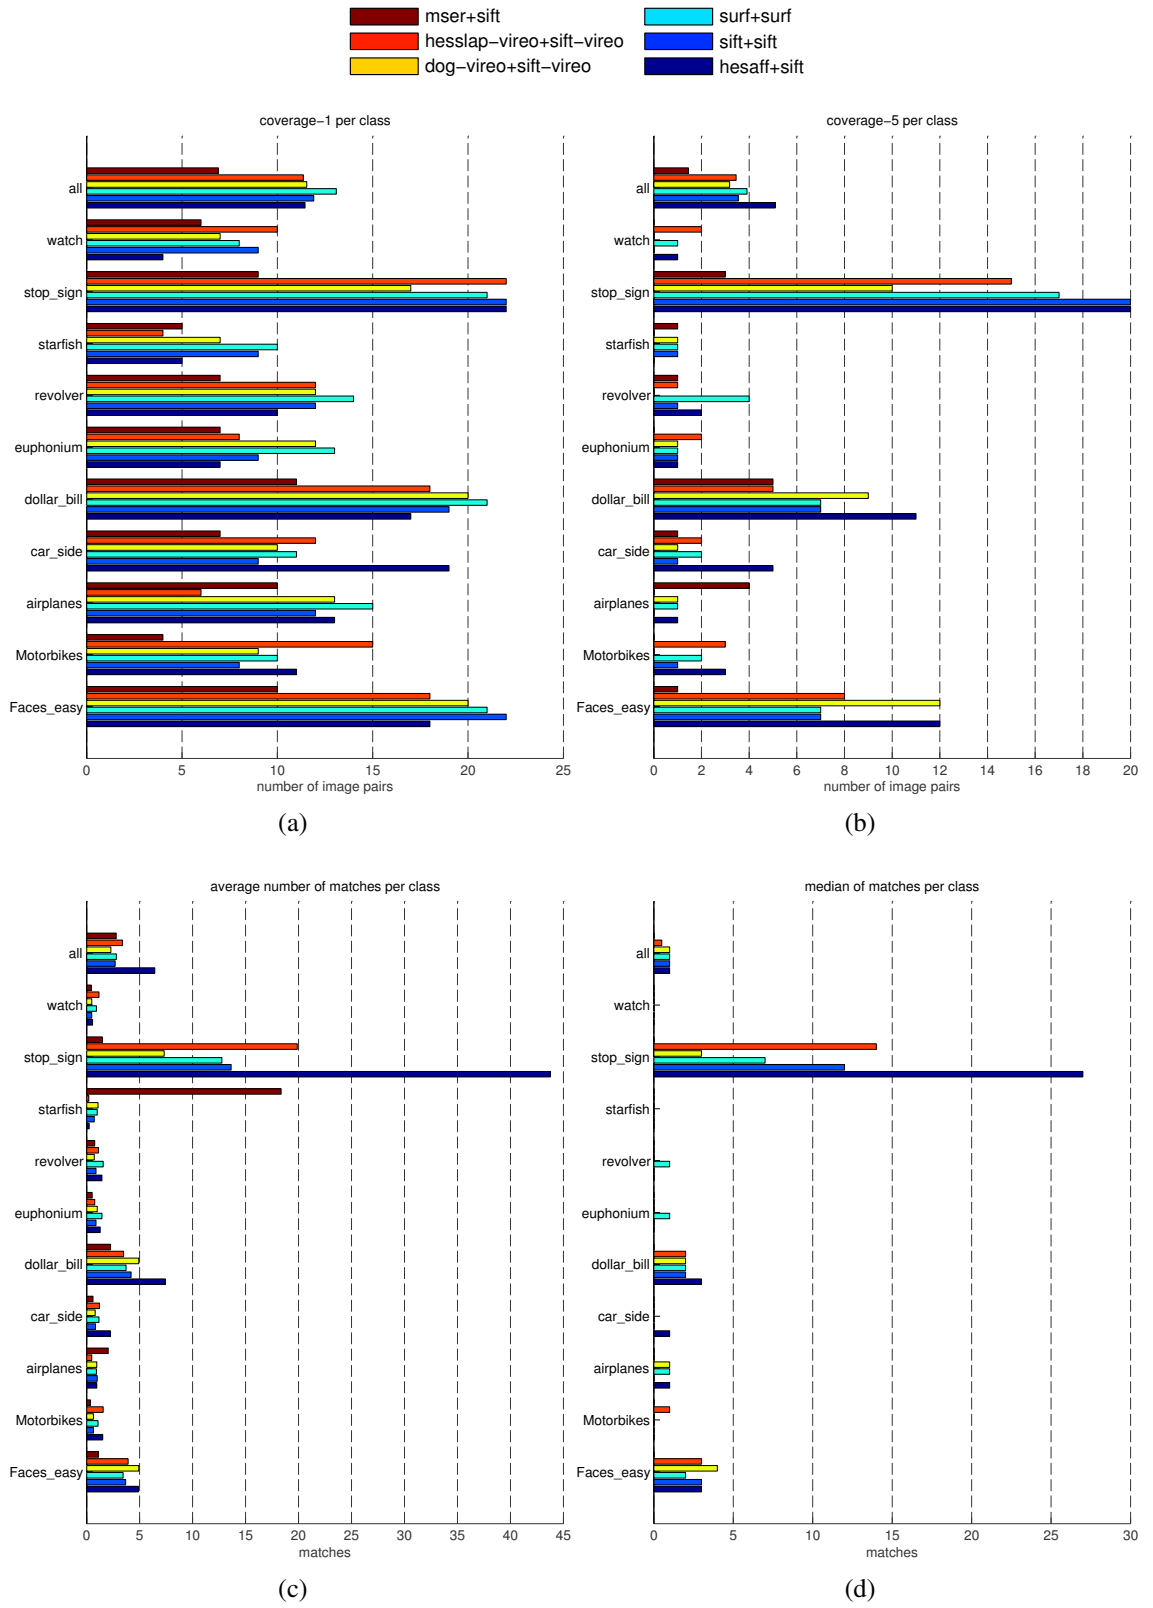 mser+sift
hesslap−vireo+sift−vireo
dog−vireo+sift−vireo
surf+surf
sift+sift
hesaff+sift
coverage−1 per class
all
watch
stop_sign
starfish
revolver
euphonium
dollar_bill
car_side
airplanes
Motorbikes
Faces_easy
0 5 10 15 20 25
number of image pairs
(a)
coverage−5 per class
all
watch
stop_sign
starfish
revolver
euphonium
dollar_bill
car_side
airplanes
Motorbikes
Faces_easy
0 2 4 6 8 10 12 14 16 18 20
number of image pairs
(b)
average number of matches per class
all
watch
stop_sign
starfish
revolver
euphonium
dollar_bill
car_side
airplanes
Motorbikes
Faces_easy
0 5 10 15 20 25 30 35 40 45
matches
(c)
median of matches per class
all
watch
stop_sign
starfish
revolver
euphonium
dollar_bill
car_side
airplanes
Motorbikes
Faces_easy
0 5 10 15 20 25 30
matches
(d)